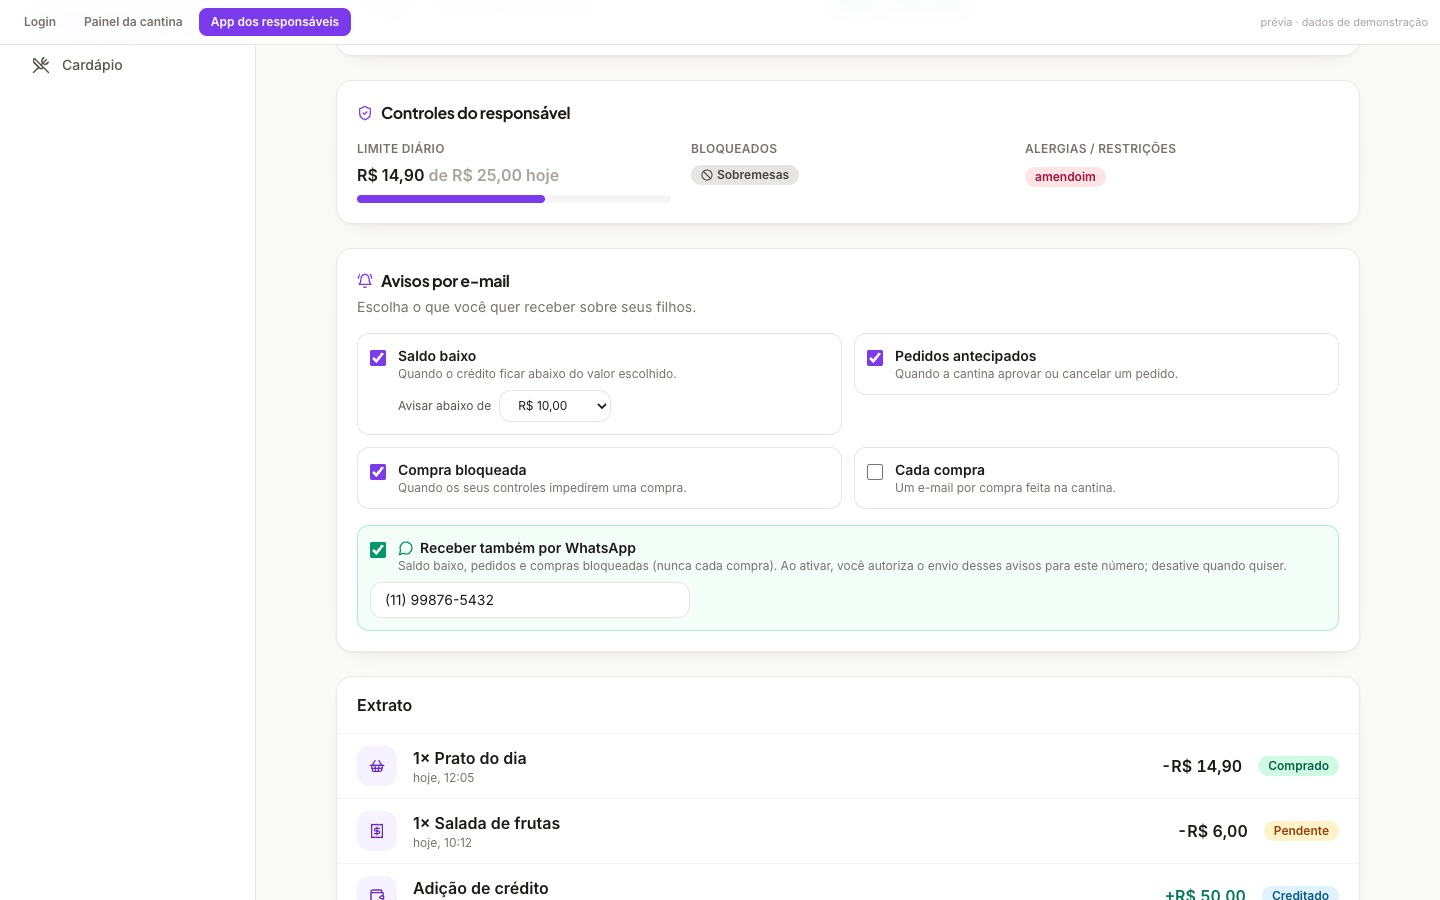 Login
Painel da cantina
App dos responsáveis
prévia · dados de demonstração
Cardápio
Controles do responsável
LIMITE DIÁRIO
R$ 14,90 de R$ 25,00 hoje
BLOQUEADOS
Sobremesas
ALERGIAS / RESTRIÇÕES
amendoim
Avisos por e-mail
Escolha o que você quer receber sobre seus filhos.
Saldo baixo
Quando o crédito ficar abaixo do valor escolhido.
Avisar abaixo de R$ 10,00
Pedidos antecipados
Quando a cantina aprovar ou cancelar um pedido.
Compra bloqueada
Quando os seus controles impedirem uma compra.
Cada compra
Um e-mail por compra feita na cantina.
Receber também por WhatsApp
Saldo baixo, pedidos e compras bloqueadas (nunca cada compra). Ao ativar, você autoriza o envio desses avisos para este número; desative quando quiser.
(11) 99876-5432
Extrato
1× Prato do dia
hoje, 12:05
-R$ 14,90 Comprado
1× Salada de frutas
hoje, 10:12
-R$ 6,00 Pendente
Adição de crédito
+R$ 50,00 Creditado